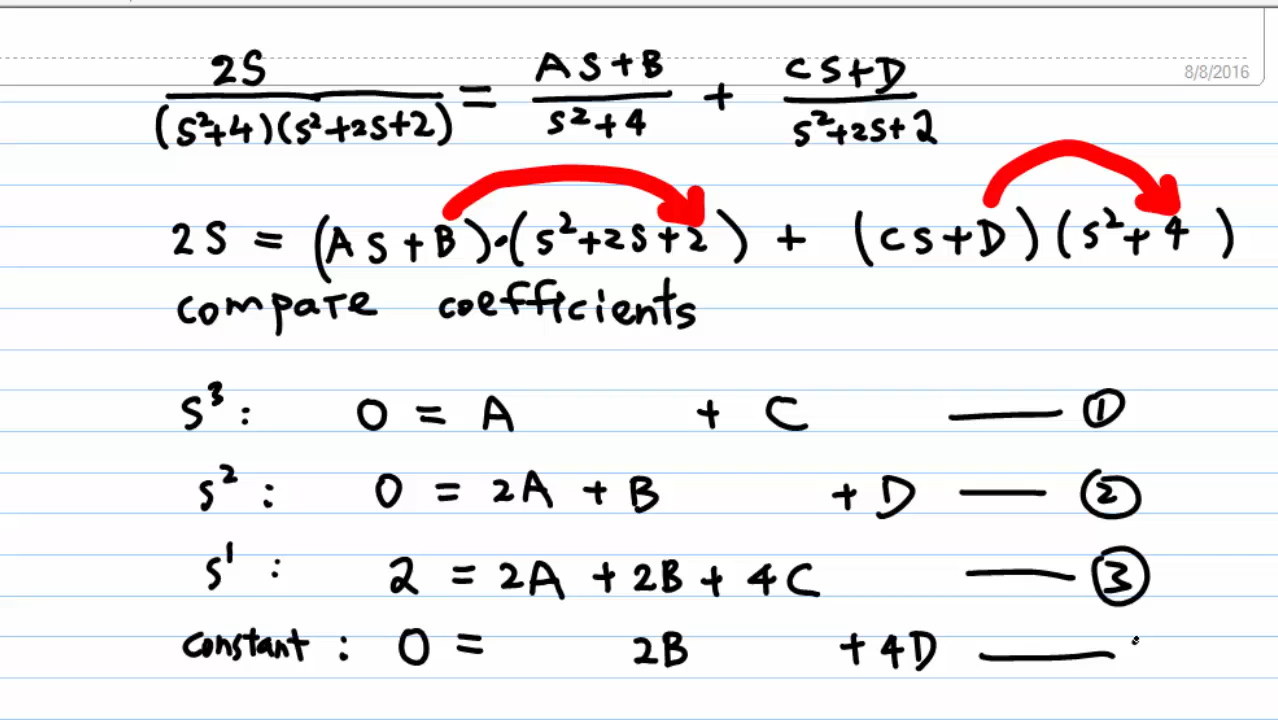 8/8/2016
2S/((s²+4)(s²+2s+2)) = (As+B)/(s²+4) + (Cs+D)/(s²+2s+2)
2S = (As+B)·(s²+2s+2) + (Cs+D)(s²+4)
compare coefficients
s³: 0 = A + C —— ①
s²: 0 = 2A + B + D —— ②
s¹: 2 = 2A + 2B + 4C —— ③
constant: 0 = 2B + 4D ——